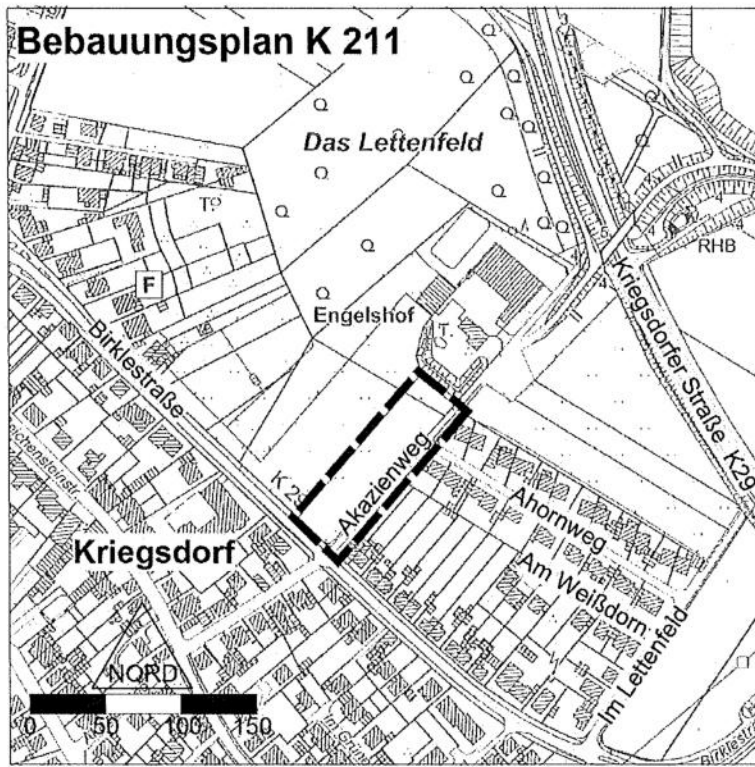 Bebauungsplan K 211
Das Lettenfeld
RHB
F
Engelshof
T.
Birklestraße
Kriegsdorfer Straße K29
K 29
Akazienweg
Ahornweg
Am Weißdorn
Kriegsdorf
Im Lettenfeld
NORD
0 50 100 150